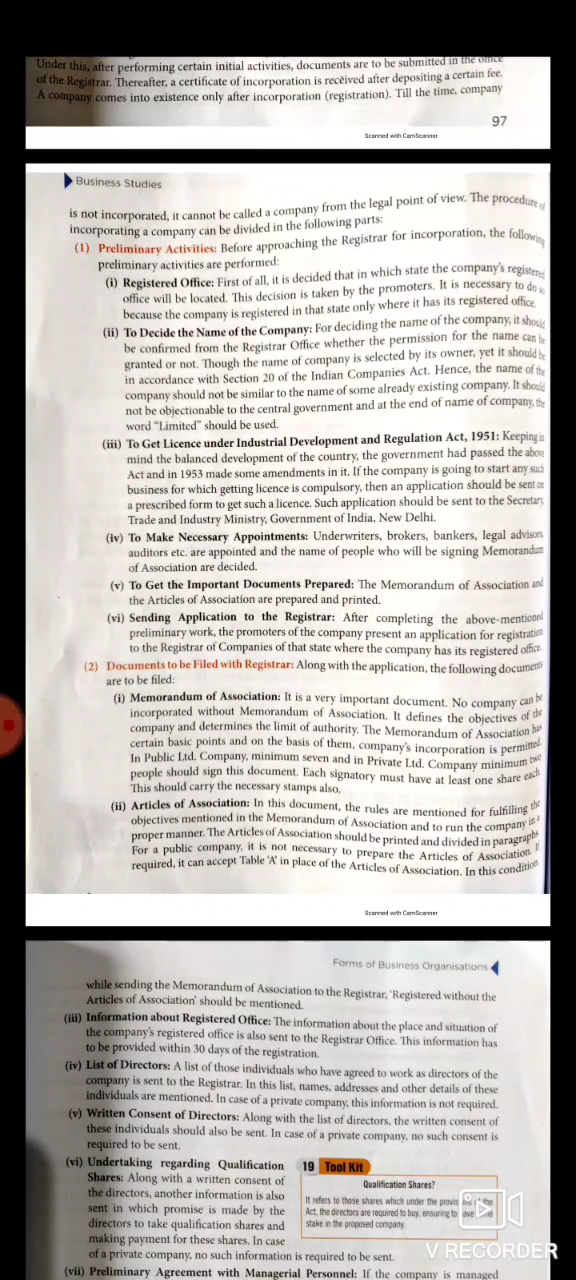 Under this, after performing certain initial activities, documents are to be submitted in the office
of the Registrar. Thereafter, a certificate of incorporation is received after depositing a certain fee.
A company comes into existence only after incorporation (registration). Till the time, company
97
Scanned with CamScanner
Business Studies
is not incorporated, it cannot be called a company from the legal point of view. The procedure of
incorporating a company can be divided in the following parts:
(1) Preliminary Activities: Before approaching the Registrar for incorporation, the following
preliminary activities are performed:
(i) Registered Office: First of all, it is decided that in which state the company's registered
office will be located. This decision is taken by the promoters. It is necessary to do so
because the company is registered in that state only where it has its registered office.
(ii) To Decide the Name of the Company: For deciding the name of the company, it should
be confirmed from the Registrar Office whether the permission for the name can be
granted or not. Though the name of company is selected by its owner, yet it should be
in accordance with Section 20 of the Indian Companies Act. Hence, the name of the
company should not be similar to the name of some already existing company. It should
not be objectionable to the central government and at the end of name of company, the
word "Limited" should be used.
(iii) To Get Licence under Industrial Development and Regulation Act, 1951: Keeping in
mind the balanced development of the country, the government had passed the above
Act and in 1953 made some amendments in it. If the company is going to start any such
business for which getting licence is compulsory, then an application should be sent on
a prescribed form to get such a licence. Such application should be sent to the Secretary,
Trade and Industry Ministry, Government of India, New Delhi.
(iv) To Make Necessary Appointments: Underwriters, brokers, bankers, legal advisors,
auditors etc. are appointed and the name of people who will be signing Memorandum
of Association are decided.
(v) To Get the Important Documents Prepared: The Memorandum of Association and
the Articles of Association are prepared and printed.
(vi) Sending Application to the Registrar: After completing the above-mentioned
preliminary work, the promoters of the company present an application for registration
to the Registrar of Companies of that state where the company has its registered office.
(2) Documents to be Filed with Registrar: Along with the application, the following documents
are to be filed:
(i) Memorandum of Association: It is a very important document. No company can be
incorporated without Memorandum of Association. It defines the objectives of the
company and determines the limit of authority. The Memorandum of Association has
certain basic points and on the basis of them, company's incorporation is permitted.
In Public Ltd. Company, minimum seven and in Private Ltd. Company minimum two
people should sign this document. Each signatory must have at least one share each.
This should carry the necessary stamps also.
(ii) Articles of Association: In this document, the rules are mentioned for fulfilling the
objectives mentioned in the Memorandum of Association and to run the company in a
proper manner. The Articles of Association should be printed and divided in paragraphs.
For a public company, it is not necessary to prepare the Articles of Association. If
required, it can accept Table 'A' in place of the Articles of Association. In this condition
Scanned with CamScanner
Forms of Business Organisations
while sending the Memorandum of Association to the Registrar, 'Registered without the
Articles of Association' should be mentioned.
(iii) Information about Registered Office: The information about the place and situation of
the company's registered office is also sent to the Registrar Office. This information has
to be provided within 30 days of the registration.
(iv) List of Directors: A list of those individuals who have agreed to work as directors of the
company is sent to the Registrar. In this list, names, addresses and other details of these
individuals are mentioned. In case of a private company, this information is not required.
(v) Written Consent of Directors: Along with the list of directors, the written consent of
these individuals should also be sent. In case of a private company, no such consent is
required to be sent.
(vi) Undertaking regarding Qualification
Shares: Along with a written consent of
the directors, another information is also
sent in which promise is made by the
directors to take qualification shares and
making payment for these shares. In case
of a private company, no such information is required to be sent.
19 Tool Kit
Qualification Shares?
It refers to those shares which under the the
Act, the directors are required to buy, ensuring to
stake in the proposed company.
V RECORDER
(vii) Preliminary Agreement with Managerial Personnel: If the company is managed